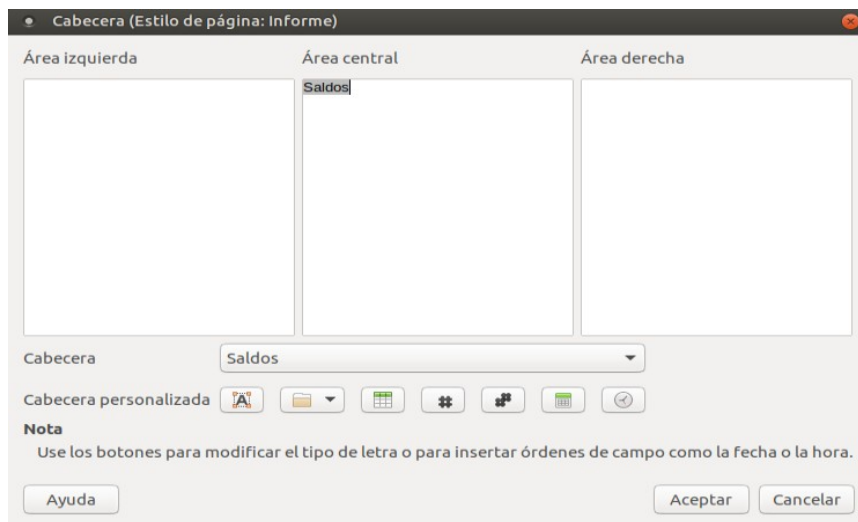 Cabecera (Estilo de página: Informe)
Área izquierda Área central Área derecha
Saldos
Cabecera Saldos
Cabecera personalizada
Nota
Use los botones para modificar el tipo de letra o para insertar órdenes de campo como la fecha o la hora.
Ayuda Aceptar Cancelar